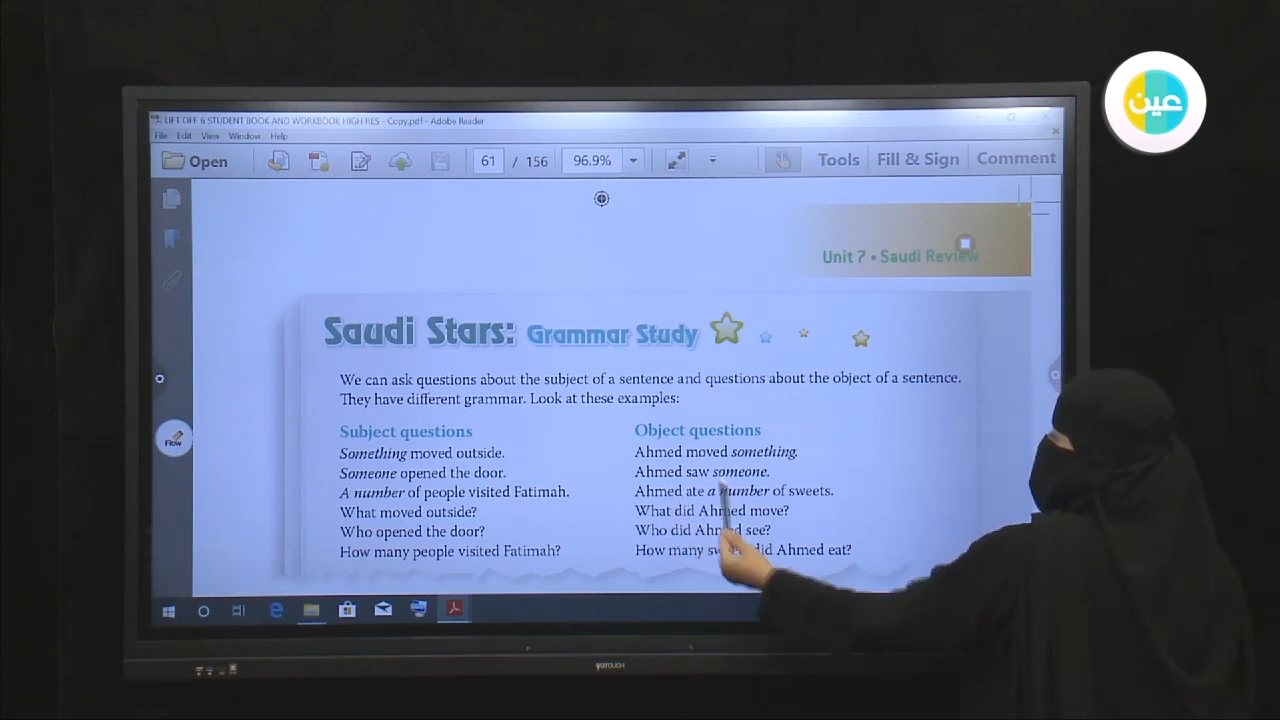 عين
LIFT OFF 6 STUDENT BOOK AND WORKBOOK HIGH RES - Copy.pdf - Adobe Reader
File Edit View Window Help
Open 61 / 156 96.9% Tools Fill & Sign Comment
Unit 7 • Saudi Review
Saudi Stars: Grammar Study
We can ask questions about the subject of a sentence and questions about the object of a sentence.
They have different grammar. Look at these examples:
Subject questions
Something moved outside.
Someone opened the door.
A number of people visited Fatimah.
What moved outside?
Who opened the door?
How many people visited Fatimah?
Object questions
Ahmed moved something.
Ahmed saw someone.
Ahmed ate a number of sweets.
What did Ahmed move?
Who did Ahmed see?
How many did Ahmed eat?
Flow